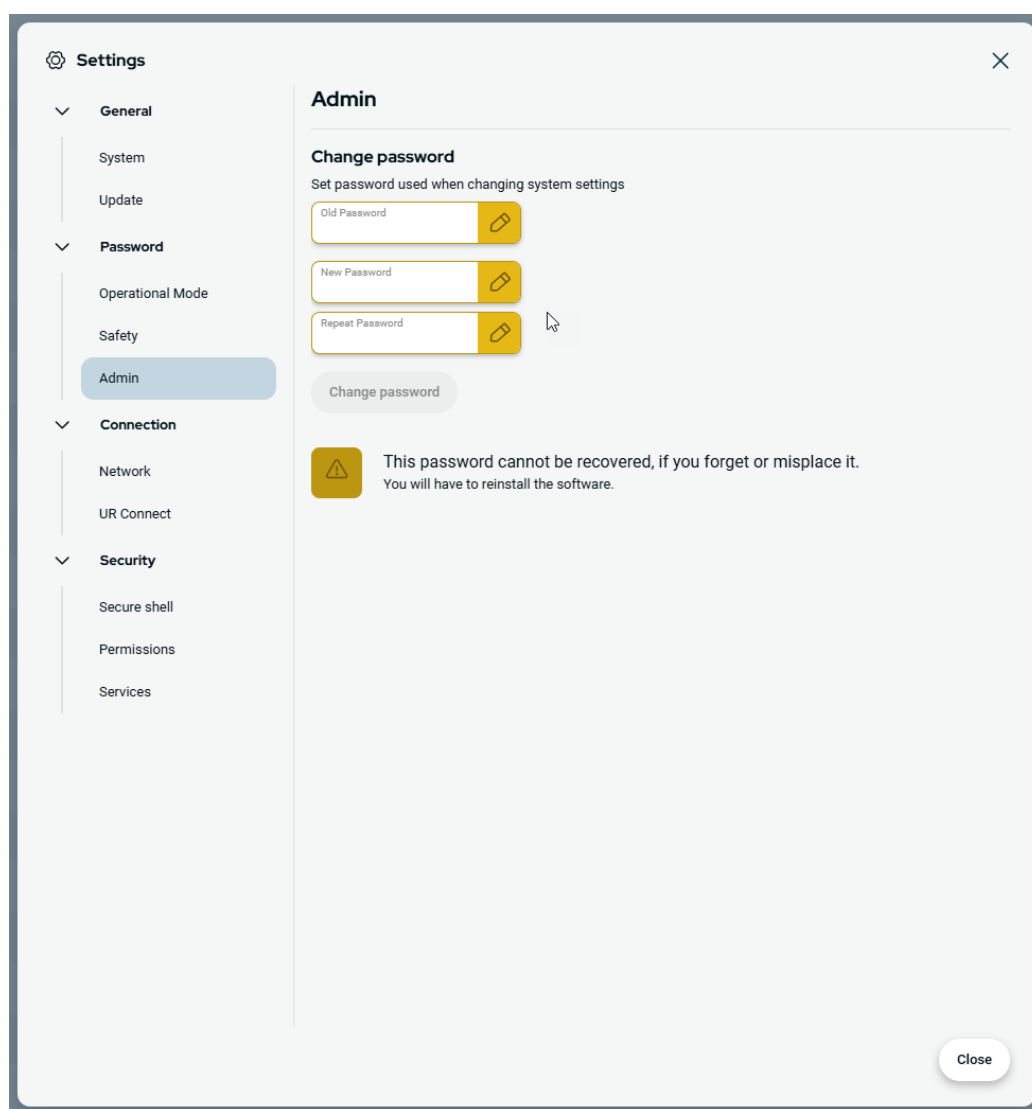 Settings
General
System
Update
Password
Operational Mode
Safety
Admin
Connection
Network
UR Connect
Security
Secure shell
Permissions
Services
Admin
Change password
Set password used when changing system settings
Old Password
New Password
Repeat Password
Change password
This password cannot be recovered, if you forget or misplace it.
You will have to reinstall the software.
Close